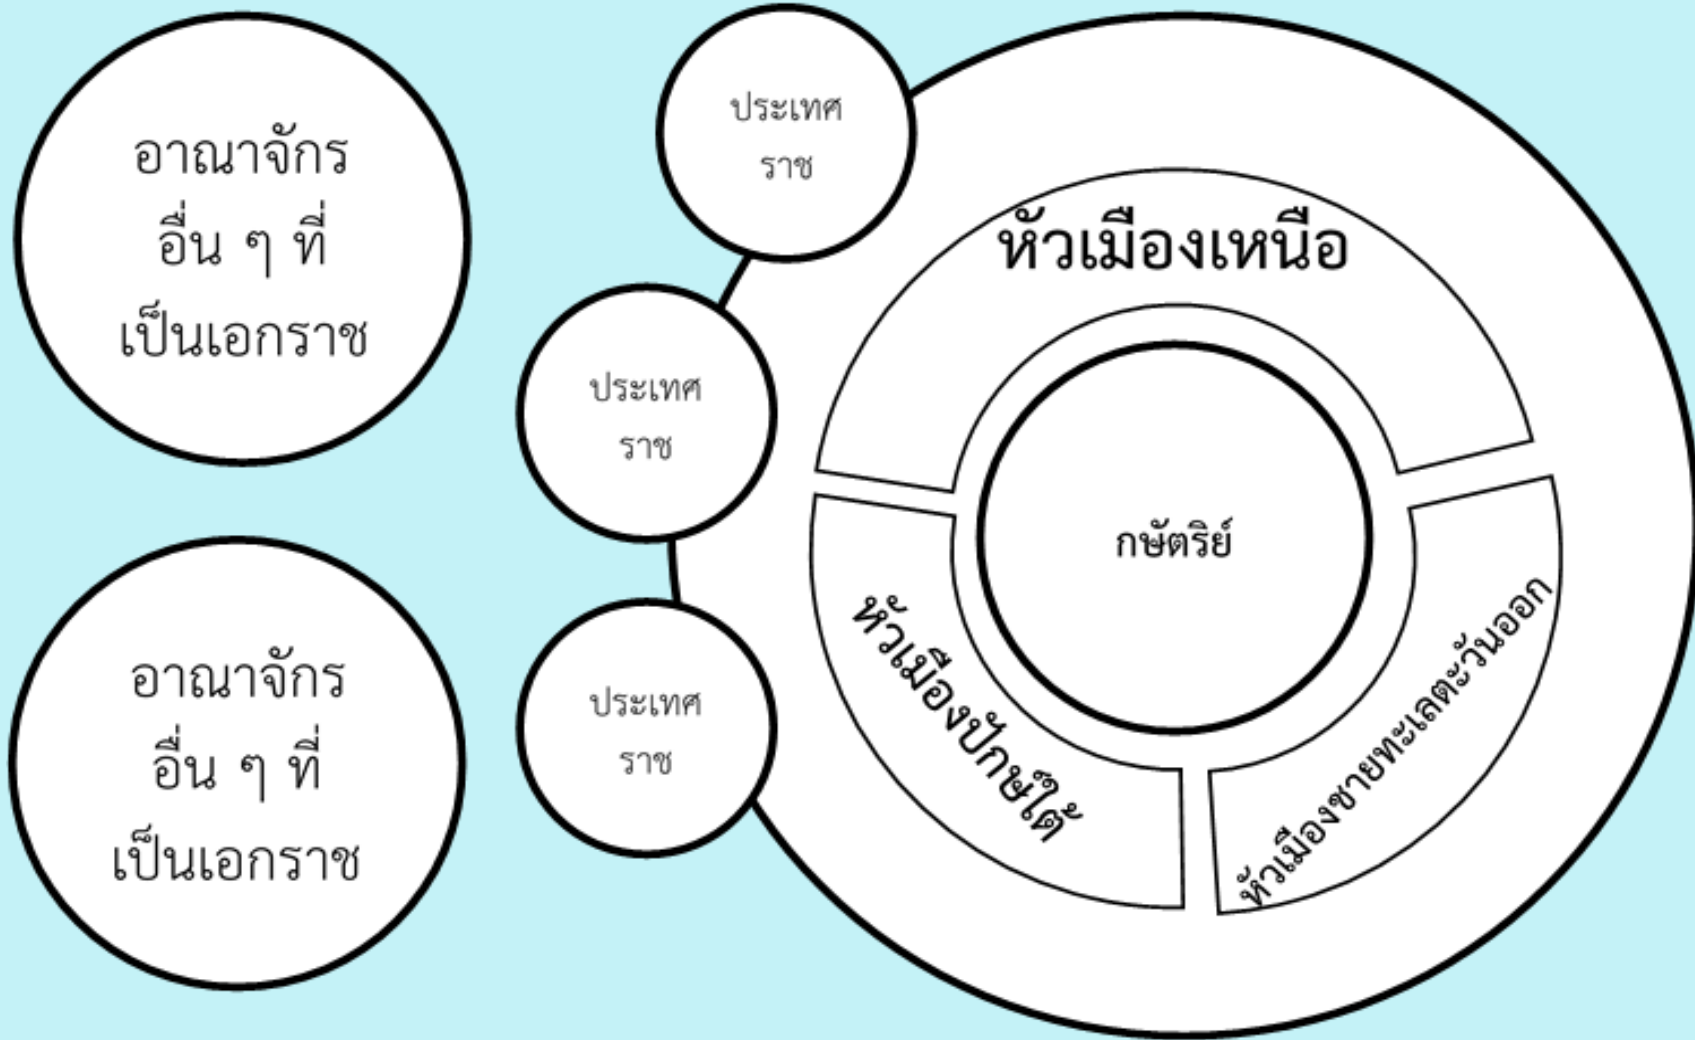 อาณาจักร
อื่น ๆ ที่
เป็นเอกราช
อาณาจักร
อื่น ๆ ที่
เป็นเอกราช
ประเทศ
ราช
ประเทศ
ราช
ประเทศ
ราช
หัวเมืองเหนือ
กษัตริย์
หัวเมืองปักษ์ใต้
หัวเมืองชายทะเลตะวันออก